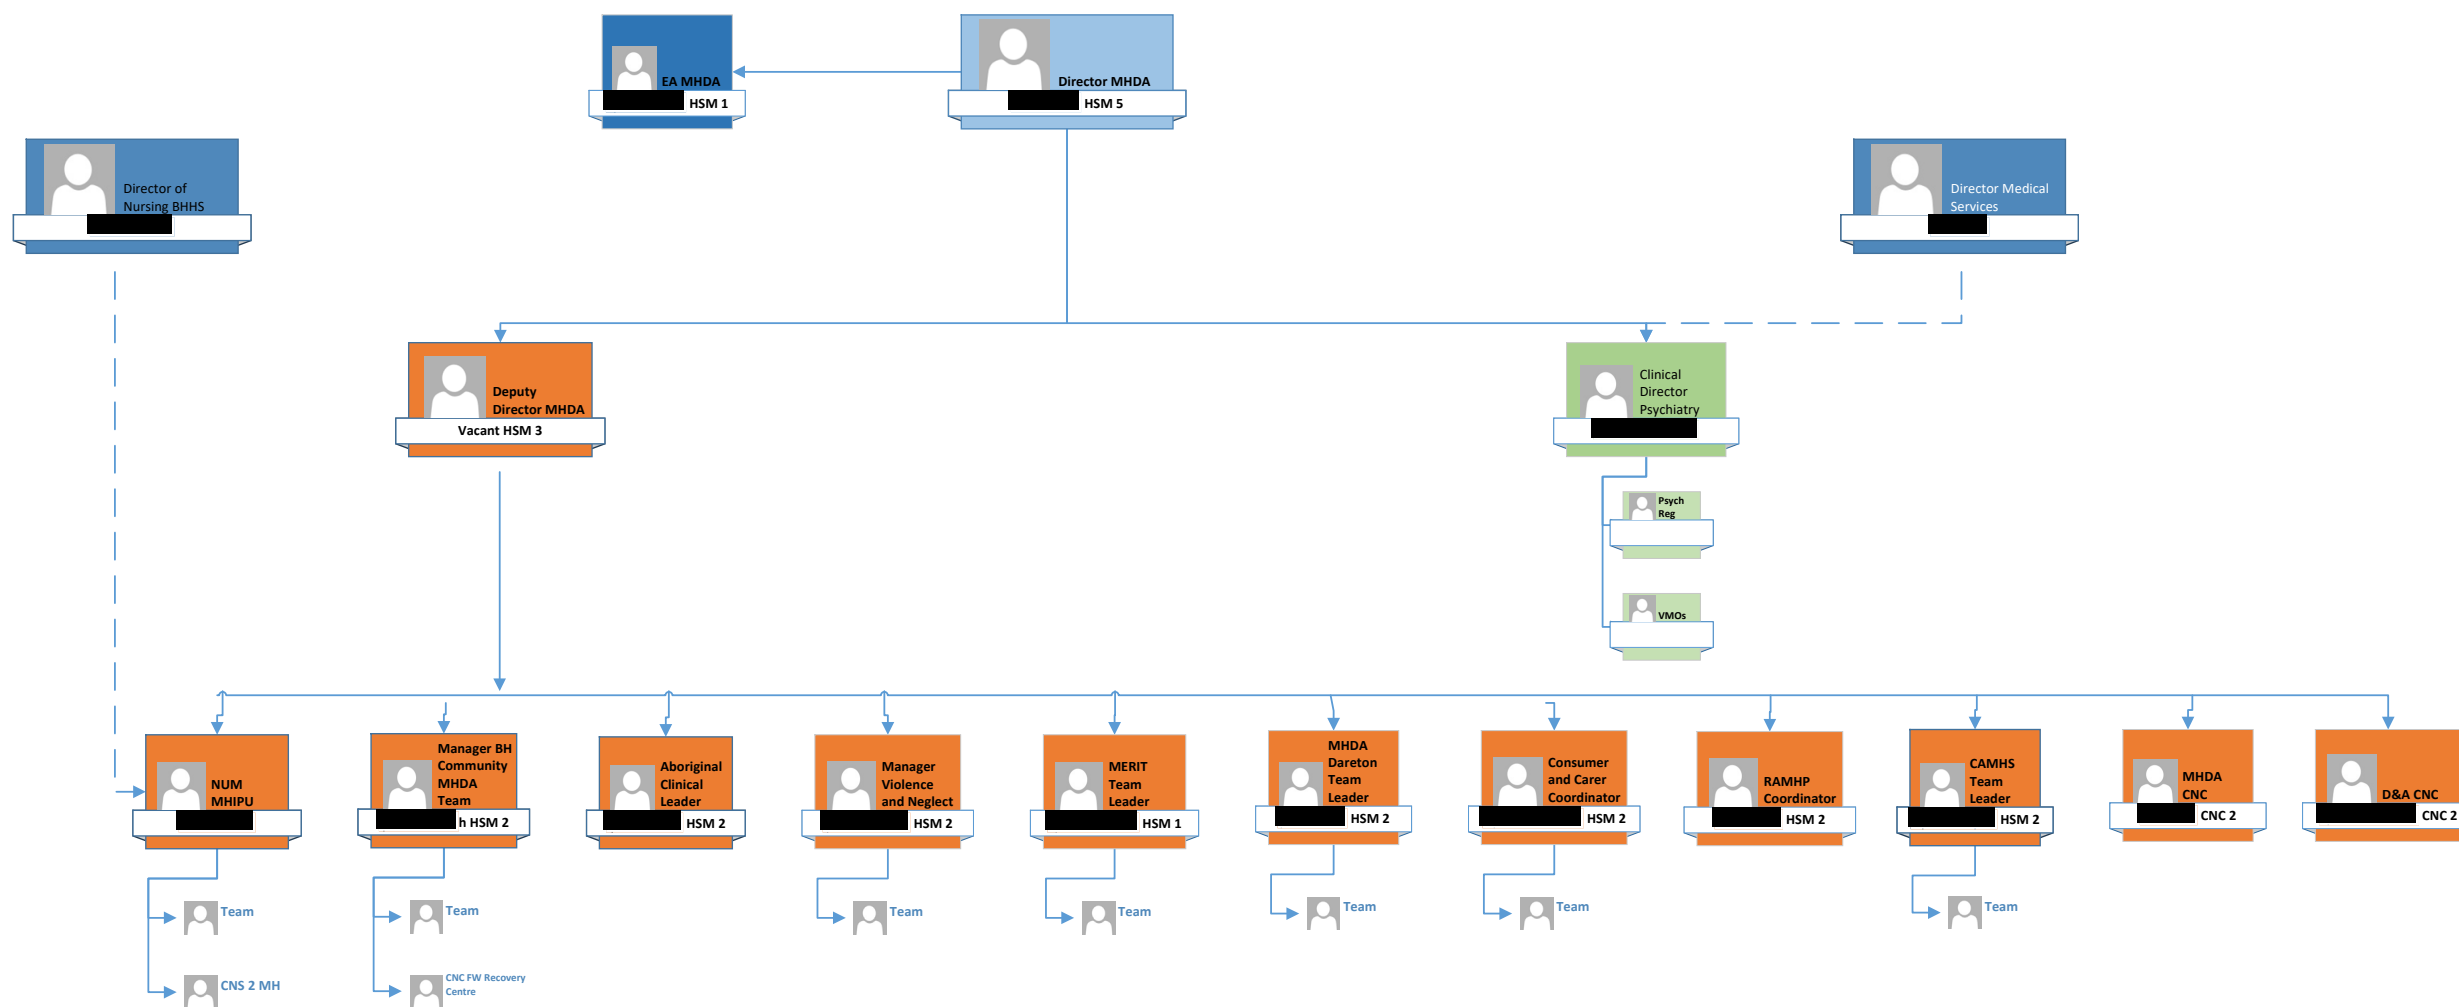 EA MHDA
HSM 1
Director MHDA
HSM 5
Director of
Nursing BHHS
Director Medical
Services
Deputy
Director MHDA
Vacant HSM 3
Clinical
Director
Psychiatry
Psych
Reg
VMOs
NUM
MHIPU
Manager BH
Community
MHDA
Team
h HSM 2
Aboriginal
Clinical
Leader
HSM 2
Manager
Violence
and Neglect
HSM 2
MERIT
Team
Leader
HSM 1
MHDA
Dareton
Team
Leader
HSM 2
Consumer
and Carer
Coordinator
HSM 2
RAMHP
Coordinator
HSM 2
CAMHS
Team
Leader
HSM 2
MHDA
CNC
CNC 2
D&A CNC
CNC 2
Team
Team
Team
Team
Team
Team
Team
CNS 2 MH
CNC FW Recovery
Centre